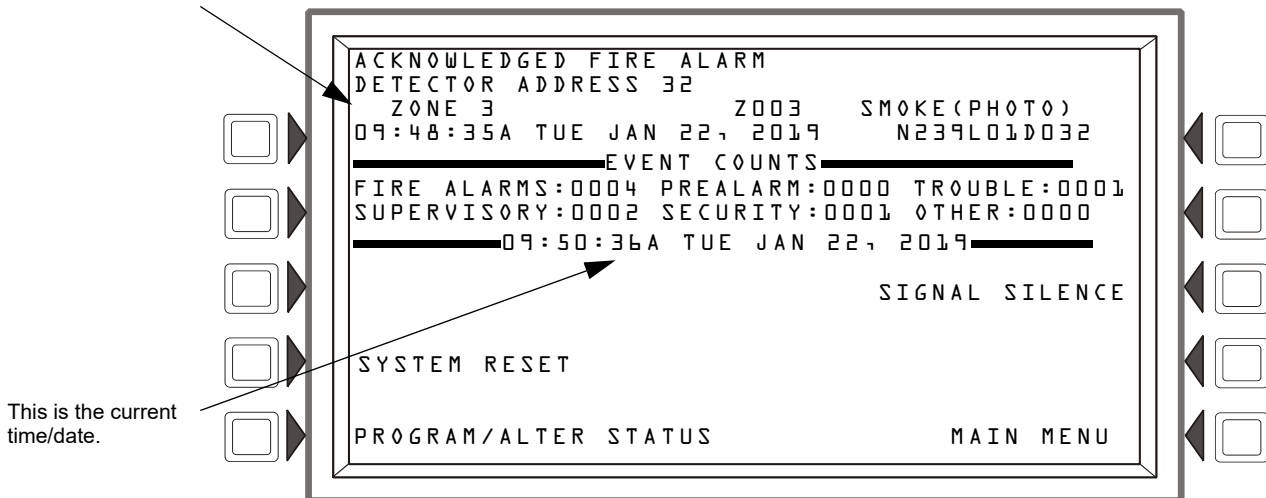 ACKNOWLEDGED FIRE ALARM
DETECTOR ADDRESS 32
ZONE 3 Z003 SMOKE(PHOTO)
09:48:35A TUE JAN 22, 2019 N239L01D032
EVENT COUNTS
FIRE ALARMS:0004 PREALARM:0000 TROUBLE:0001
SUPERVISORY:0002 SECURITY:0001 OTHER:0000
09:50:36A TUE JAN 22, 2019
SIGNAL SILENCE
SYSTEM RESET
This is the current
time/date.
PROGRAM/ALTER STATUS MAIN MENU